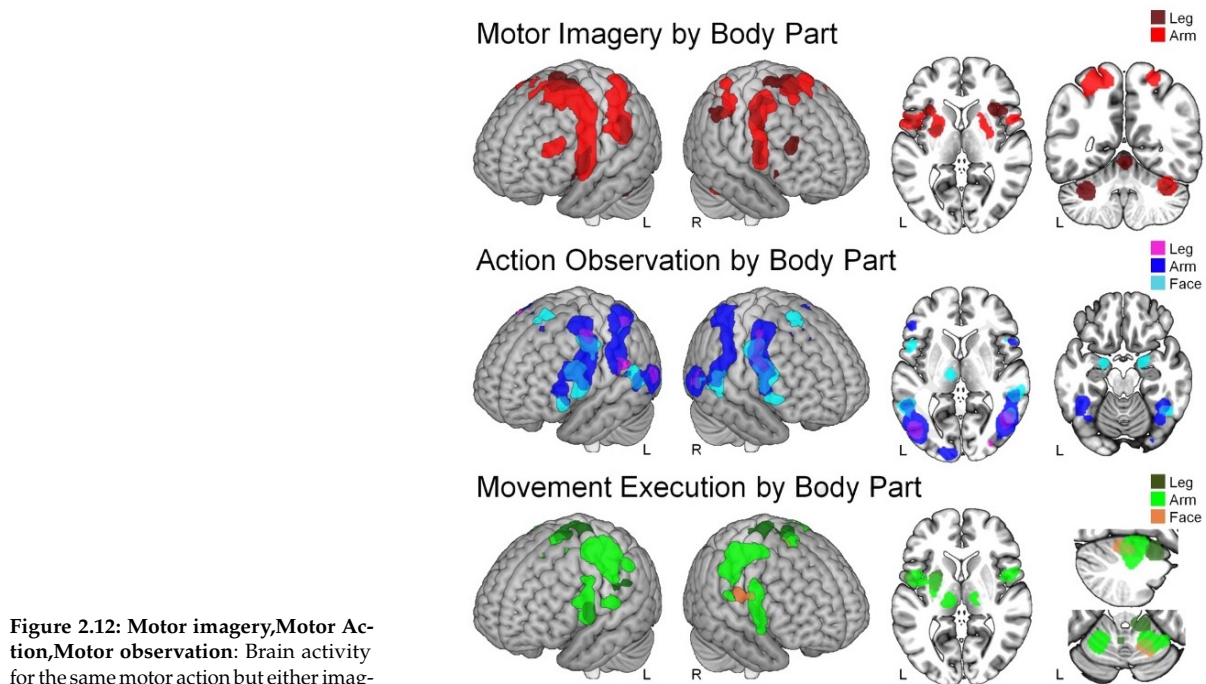 Motor Imagery by Body Part
Leg
Arm
L
R
L
L
Action Observation by Body Part
Leg
Arm
Face
L
R
L
L
Movement Execution by Body Part
Leg
Arm
Face
L
R
L
L
Figure 2.12: Motor imagery,Motor Ac-
tion,Motor observation: Brain activity
for the same motor action but either imag-